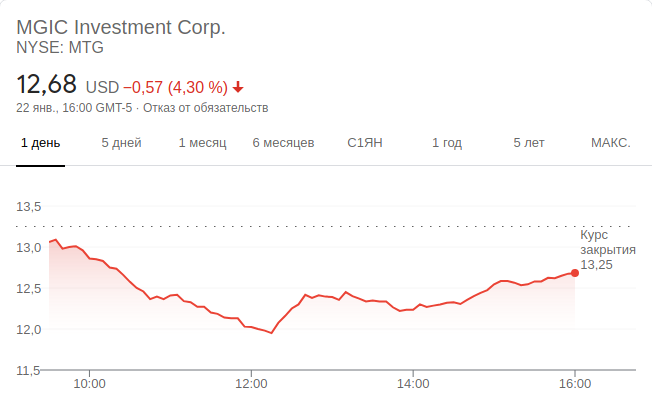 MGIC Investment Corp.
NYSE: MTG
12,68 USD −0,57 (4,30 %)
22 янв., 16:00 GMT-5 · Отказ от обязательств
1 день 5 дней 1 месяц 6 месяцев С1ЯН 1 год 5 лет МАКС.
13,5
Курс
13,0
закрытия
13,25
12,5
12,0
11,5
10:00 12:00 14:00 16:00